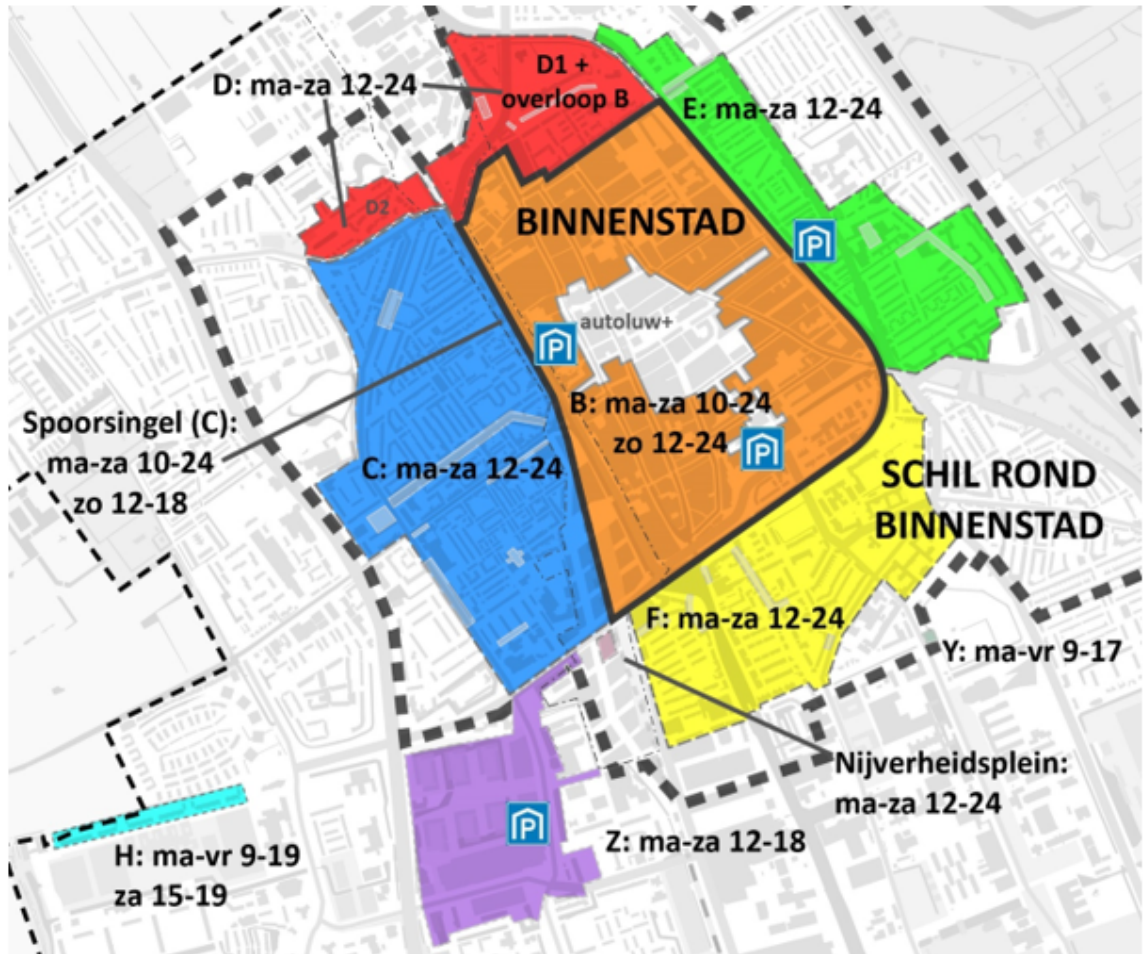 D1 +
overloop B
D: ma-za 12-24
E: ma-za 12-24
D2
BINNENSTAD
P
autoluw+
P
Spoorsingel (C):
ma-za 10-24
zo 12-18
B: ma-za 10-24
zo 12-24
P
C: ma-za 12-24
SCHIL ROND
BINNENSTAD
F: ma-za 12-24
Y: ma-vr 9-17
Nijverheidsplein:
ma-za 12-24
P
Z: ma-za 12-18
H: ma-vr 9-19
za 15-19